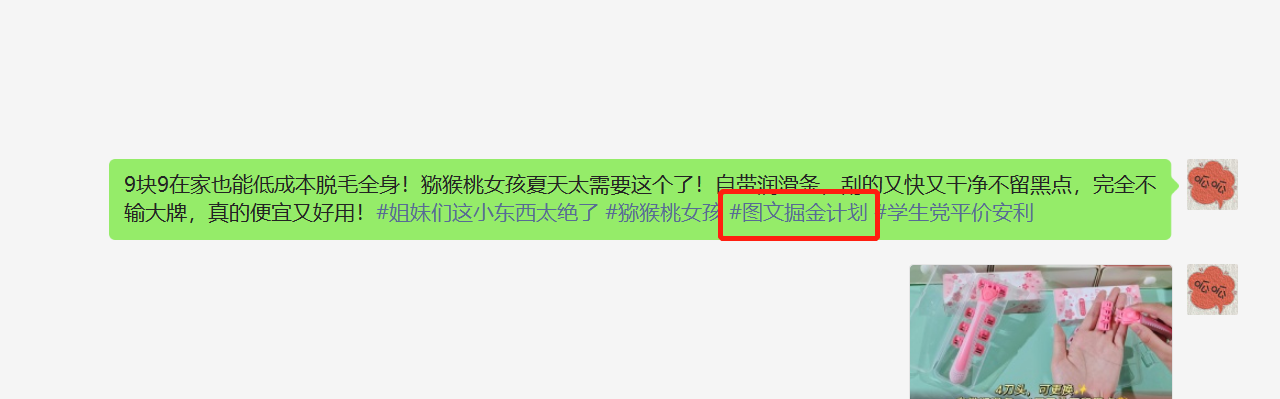 9块9在家也能低成本脱毛全身！猕猴桃女孩夏天太需要这个了！自带润滑条，刮的又快又干净不留黑点，完全不
输大牌，真的便宜又好用！#姐妹们这小东西太绝了 #猕猴桃女孩 #图文掘金计划 #学生党平价安利
4刀头，可更换